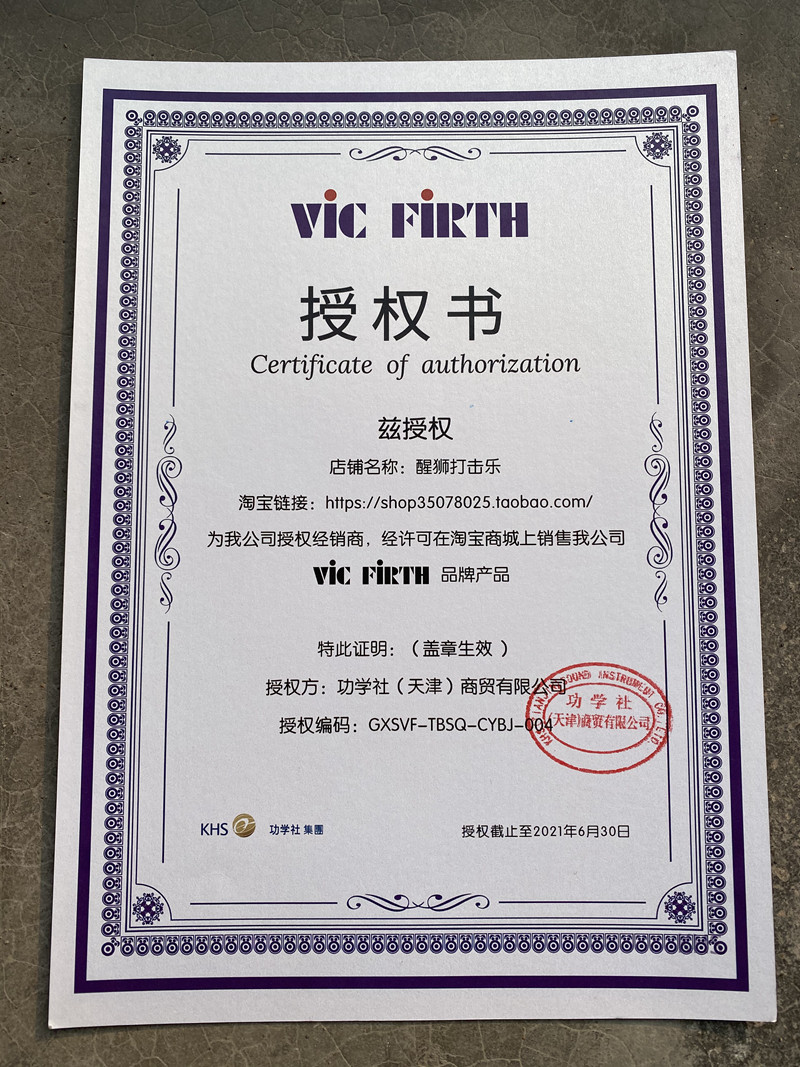 ViC FiRTH
授权书
Certificate of authorization
兹授权
店铺名称：醒狮打击乐
淘宝链接：https://shop35078025.taobao.com/
为我公司授权经销商，经许可在淘宝商城上销售我公司
ViC FiRTH 品牌产品
特此证明：（盖章生效）
授权方：功学社（天津）商贸有限公司
授权编码：GXSVF-TBSQ-CYBJ-004
INSTRUMENT CO., LTD
功学社
(天津)商贸有限公司
KHS 功学社 集團
授权截止至2021年6月30日